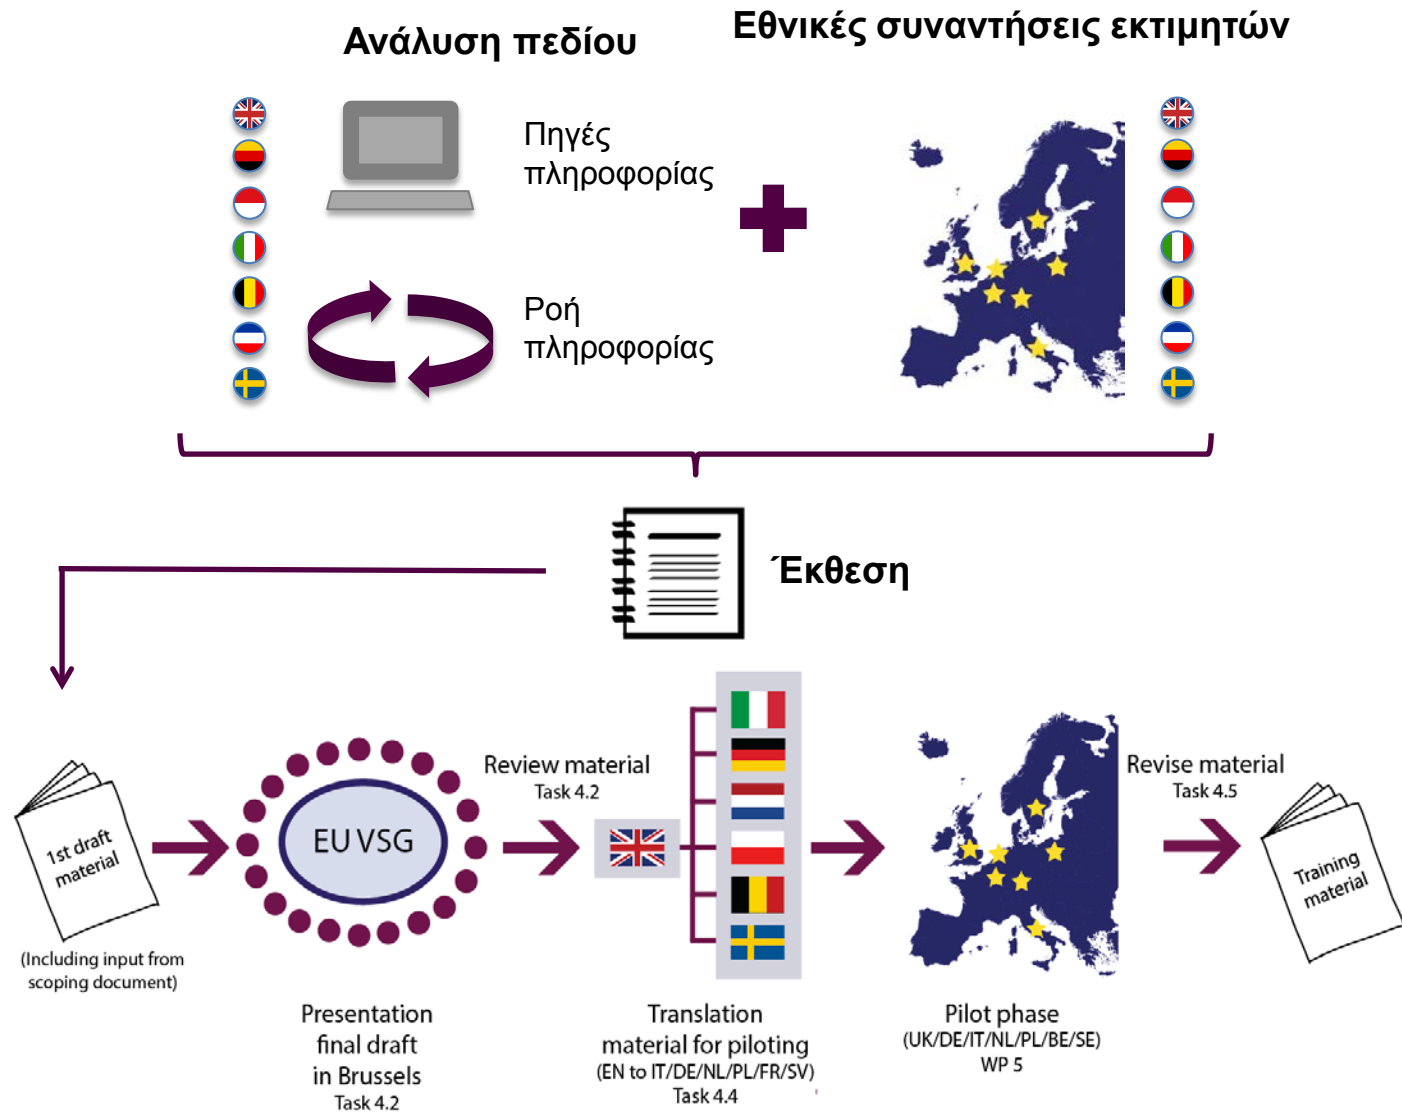 Ανάλυση πεδίου
Εθνικές συναντήσεις εκτιμητών
Πηγές
πληροφορίας
Ροή
πληροφορίας
Έκθεση
1st draft
material
(Including input from
scoping document)
EU VSG
Presentation
final draft
in Brussels
Task 4.2
Review material
Task 4.2
Translation
material for piloting
(EN to IT/DE/NL/PL/FR/SV)
Task 4.4
Pilot phase
(UK/DE/IT/NL/PL/BE/SE)
WP 5
Revise material
Task 4.5
Training
material